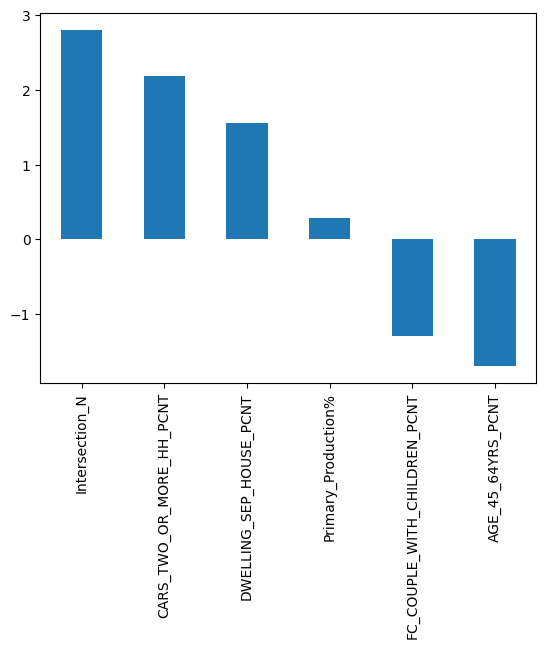 3
2
1
0
−1
Intersection_N
CARS_TWO_OR_MORE_HH_PCNT
DWELLING_SEP_HOUSE_PCNT
Primary_Production%
FC_COUPLE_WITH_CHILDREN_PCNT
AGE_45_64YRS_PCNT